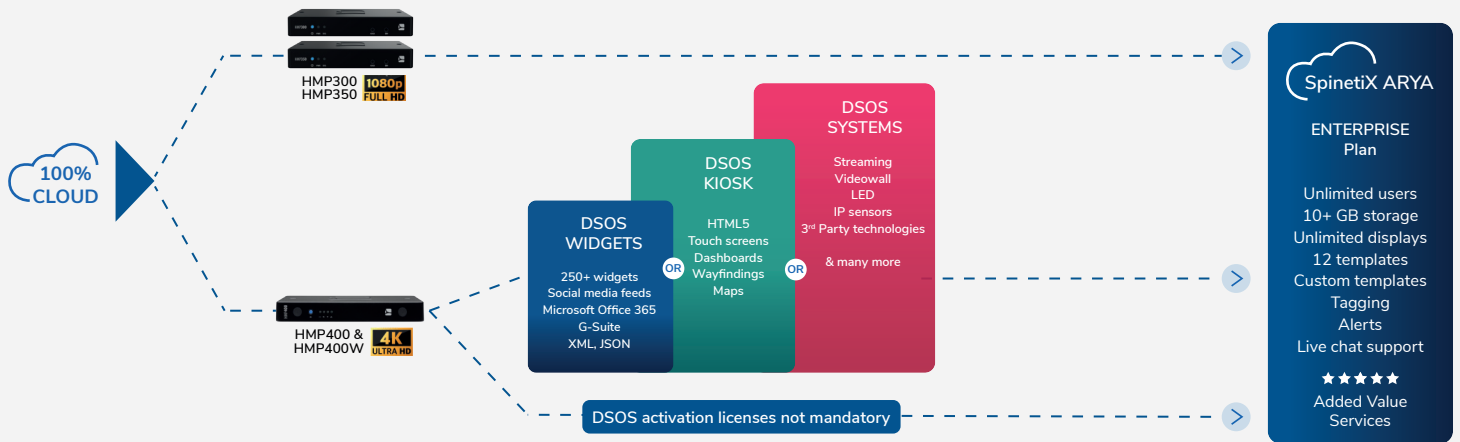 100%
CLOUD
HMP300
HMP350
1080p
FULL HD
HMP400 &
HMP400W
4K
ULTRA HD
DSOS
WIDGETS
250+ widgets
Social media feeds
Microsoft Office 365
G-Suite
XML, JSON
OR
DSOS
KIOSK
HTML5
Touch screens
Dashboards
Wayfindings
Maps
OR
DSOS
SYSTEMS
Streaming
Videowall
LED
IP sensors
3rd Party technologies
& many more
DSOS activation licenses not mandatory
SpinetiX ARYA
ENTERPRISE
Plan
Unlimited users
10+ GB storage
Unlimited displays
12 templates
Custom templates
Tagging
Alerts
Live chat support
Added Value
Services